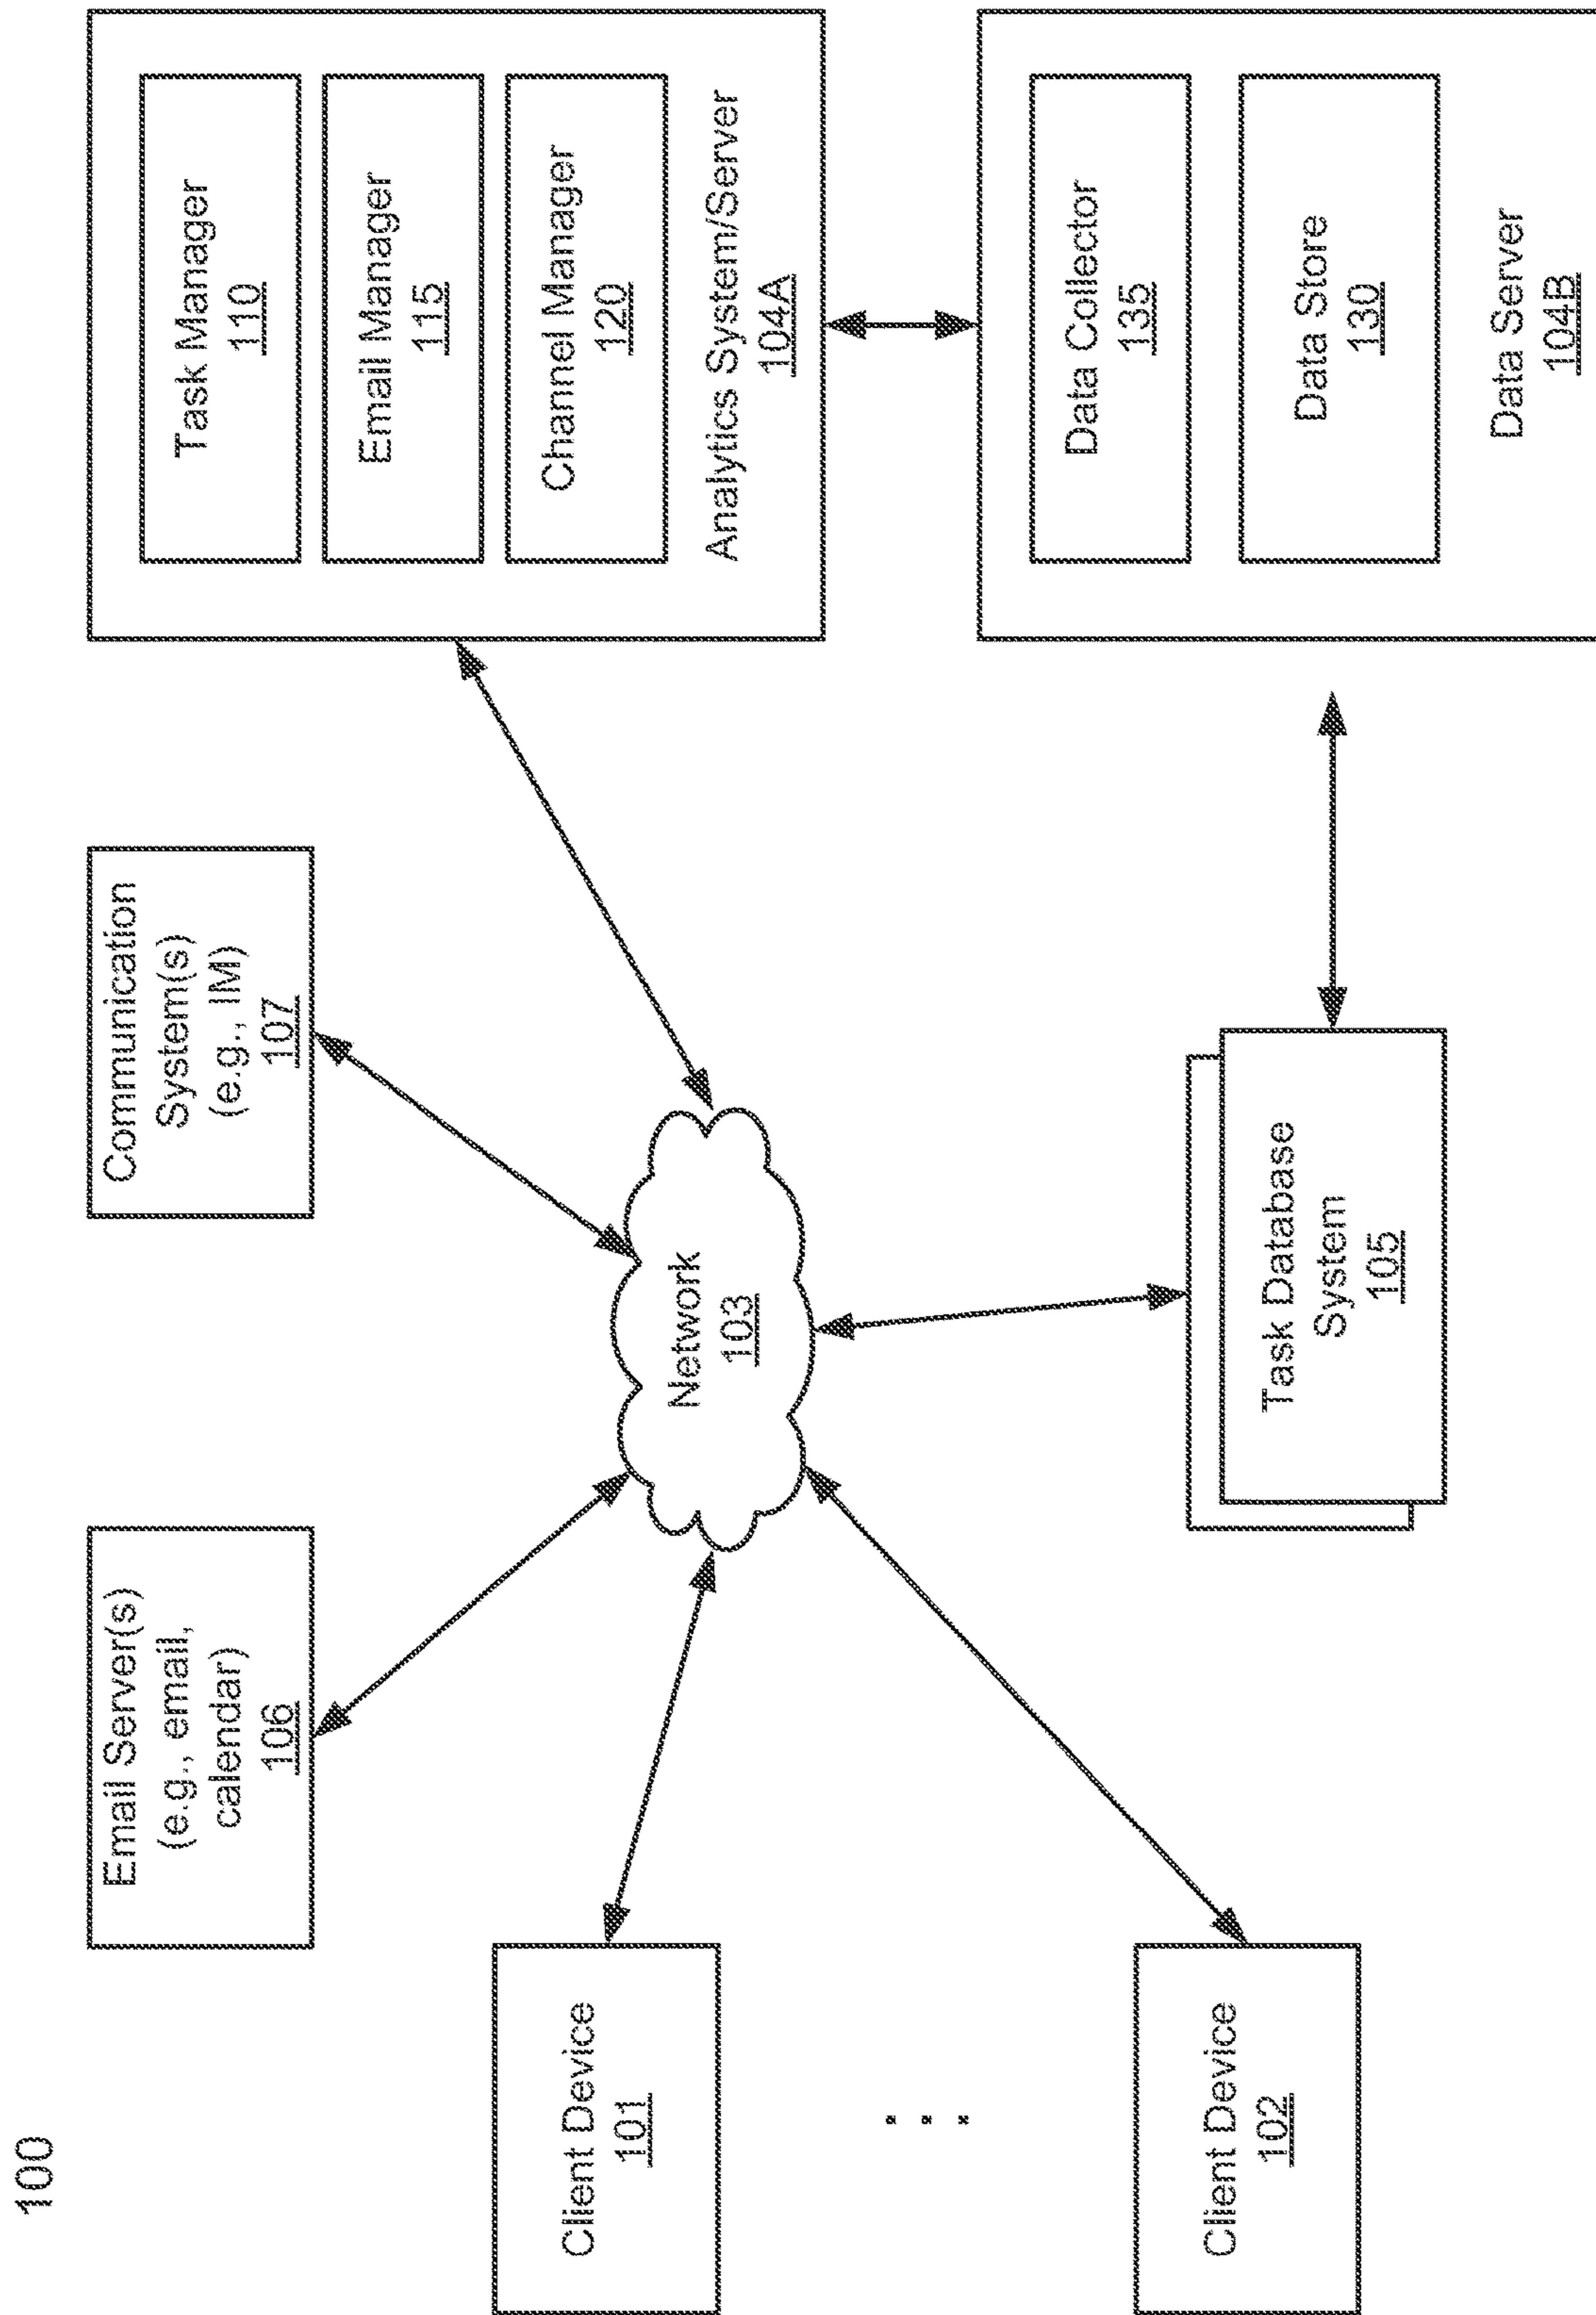 100
Email Server(s)
(e.g., email,
calendar)
106
Communication
System(s)
(e.g., IM)
107
Task Manager
110
Email Manager
115
Channel Manager
120
Analytics System/Server
104A
Client Device
101
Network
103
. . .
Client Device
102
Task Database
System
105
Data Collector
135
Data Store
130
Data Server
104B